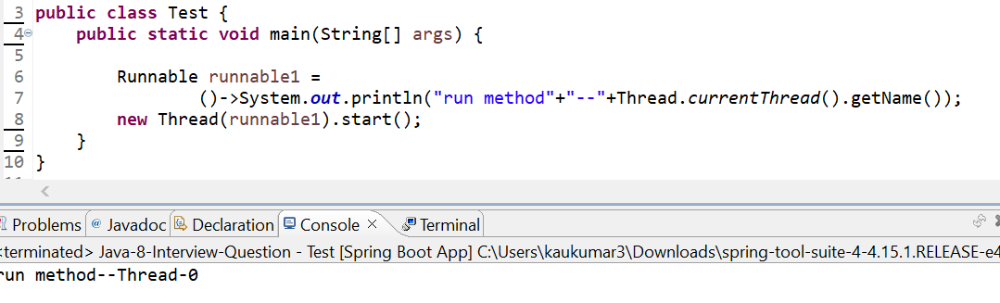 3 public class Test {
4 public static void main(String[] args) {
5
6 Runnable runnable1 =
7 ()->System.out.println("run method"+"--"+Thread.currentThread().getName());
8 new Thread(runnable1).start();
9 }
10 }
Problems @ Javadoc Declaration Console × Terminal
<terminated> Java-8-Interview-Question - Test [Spring Boot App] C:\Users\kaukumar3\Downloads\spring-tool-suite-4-4.15.1.RELEASE-e4
run method--Thread-0